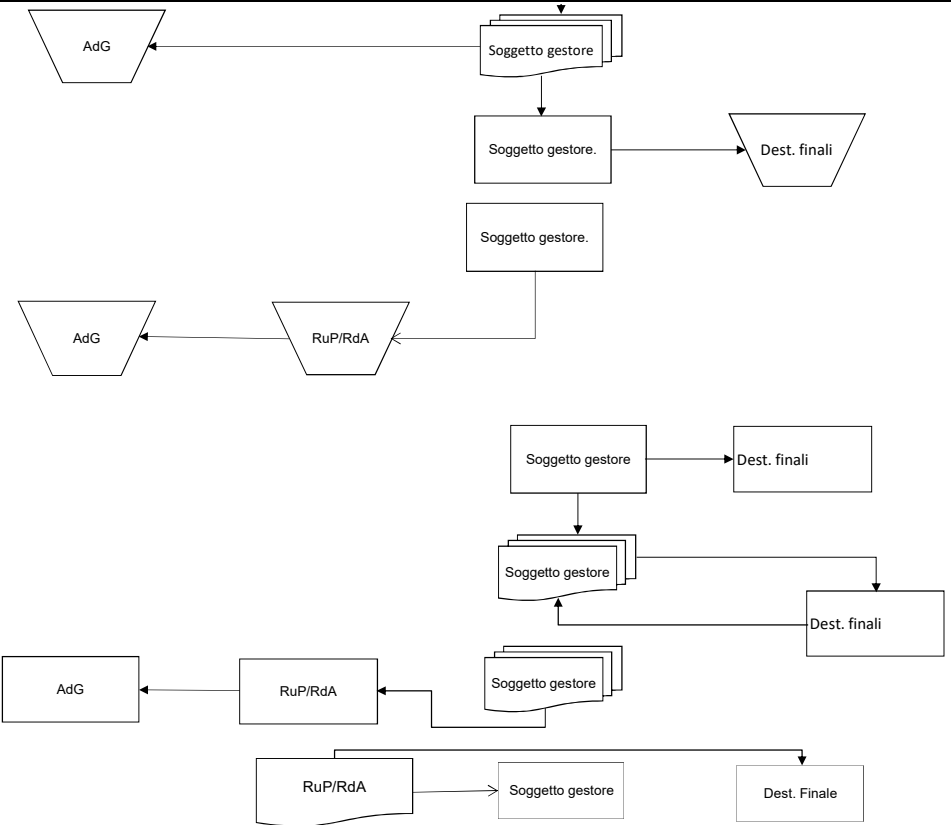 AdG
Soggetto gestore
Soggetto gestore.
Dest. finali
Soggetto gestore.
AdG
RuP/RdA
Soggetto gestore
Dest. finali
Soggetto gestore
Dest. finali
AdG
RuP/RdA
Soggetto gestore
RuP/RdA
Soggetto gestore
Dest. Finale